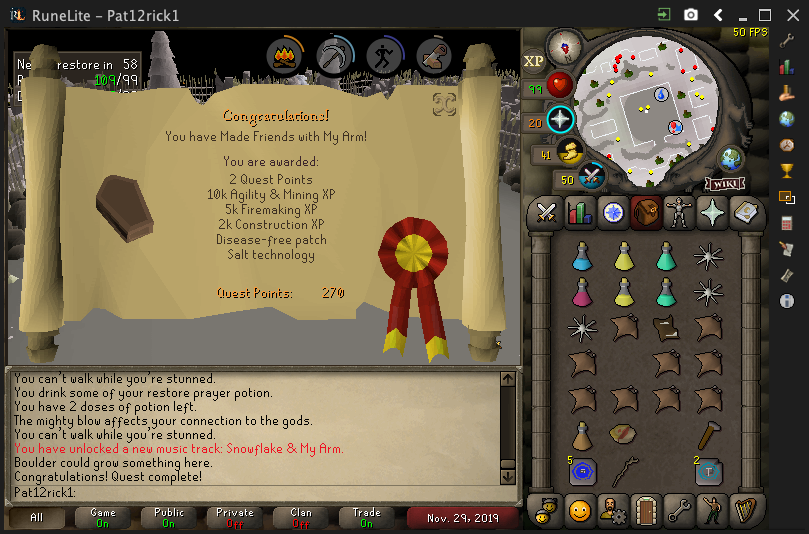 RuneLite - Pat12rick1
50 FPS
restore in 58
109/99
XP
99
20
41
50
WIKI
Congratulations!
You have Made Friends with My Arm!
You are awarded:
2 Quest Points
10k Agility & Mining XP
5k Firemaking XP
2k Construction XP
Disease-free patch
Salt technology
Quest Points: 270
You can't walk while you're stunned.
You drink some of your restore prayer potion.
You have 2 doses of potion left.
The mighty blow affects your connection to the gods.
You can't walk while you're stunned.
You have unlocked a new music track: Snowflake & My Arm.
Boulder could grow something here.
Congratulations! Quest complete!
Pat12rick1:
5
2
All
Game On
Public On
Private Off
Clan Off
Trade On
Nov. 29, 2019